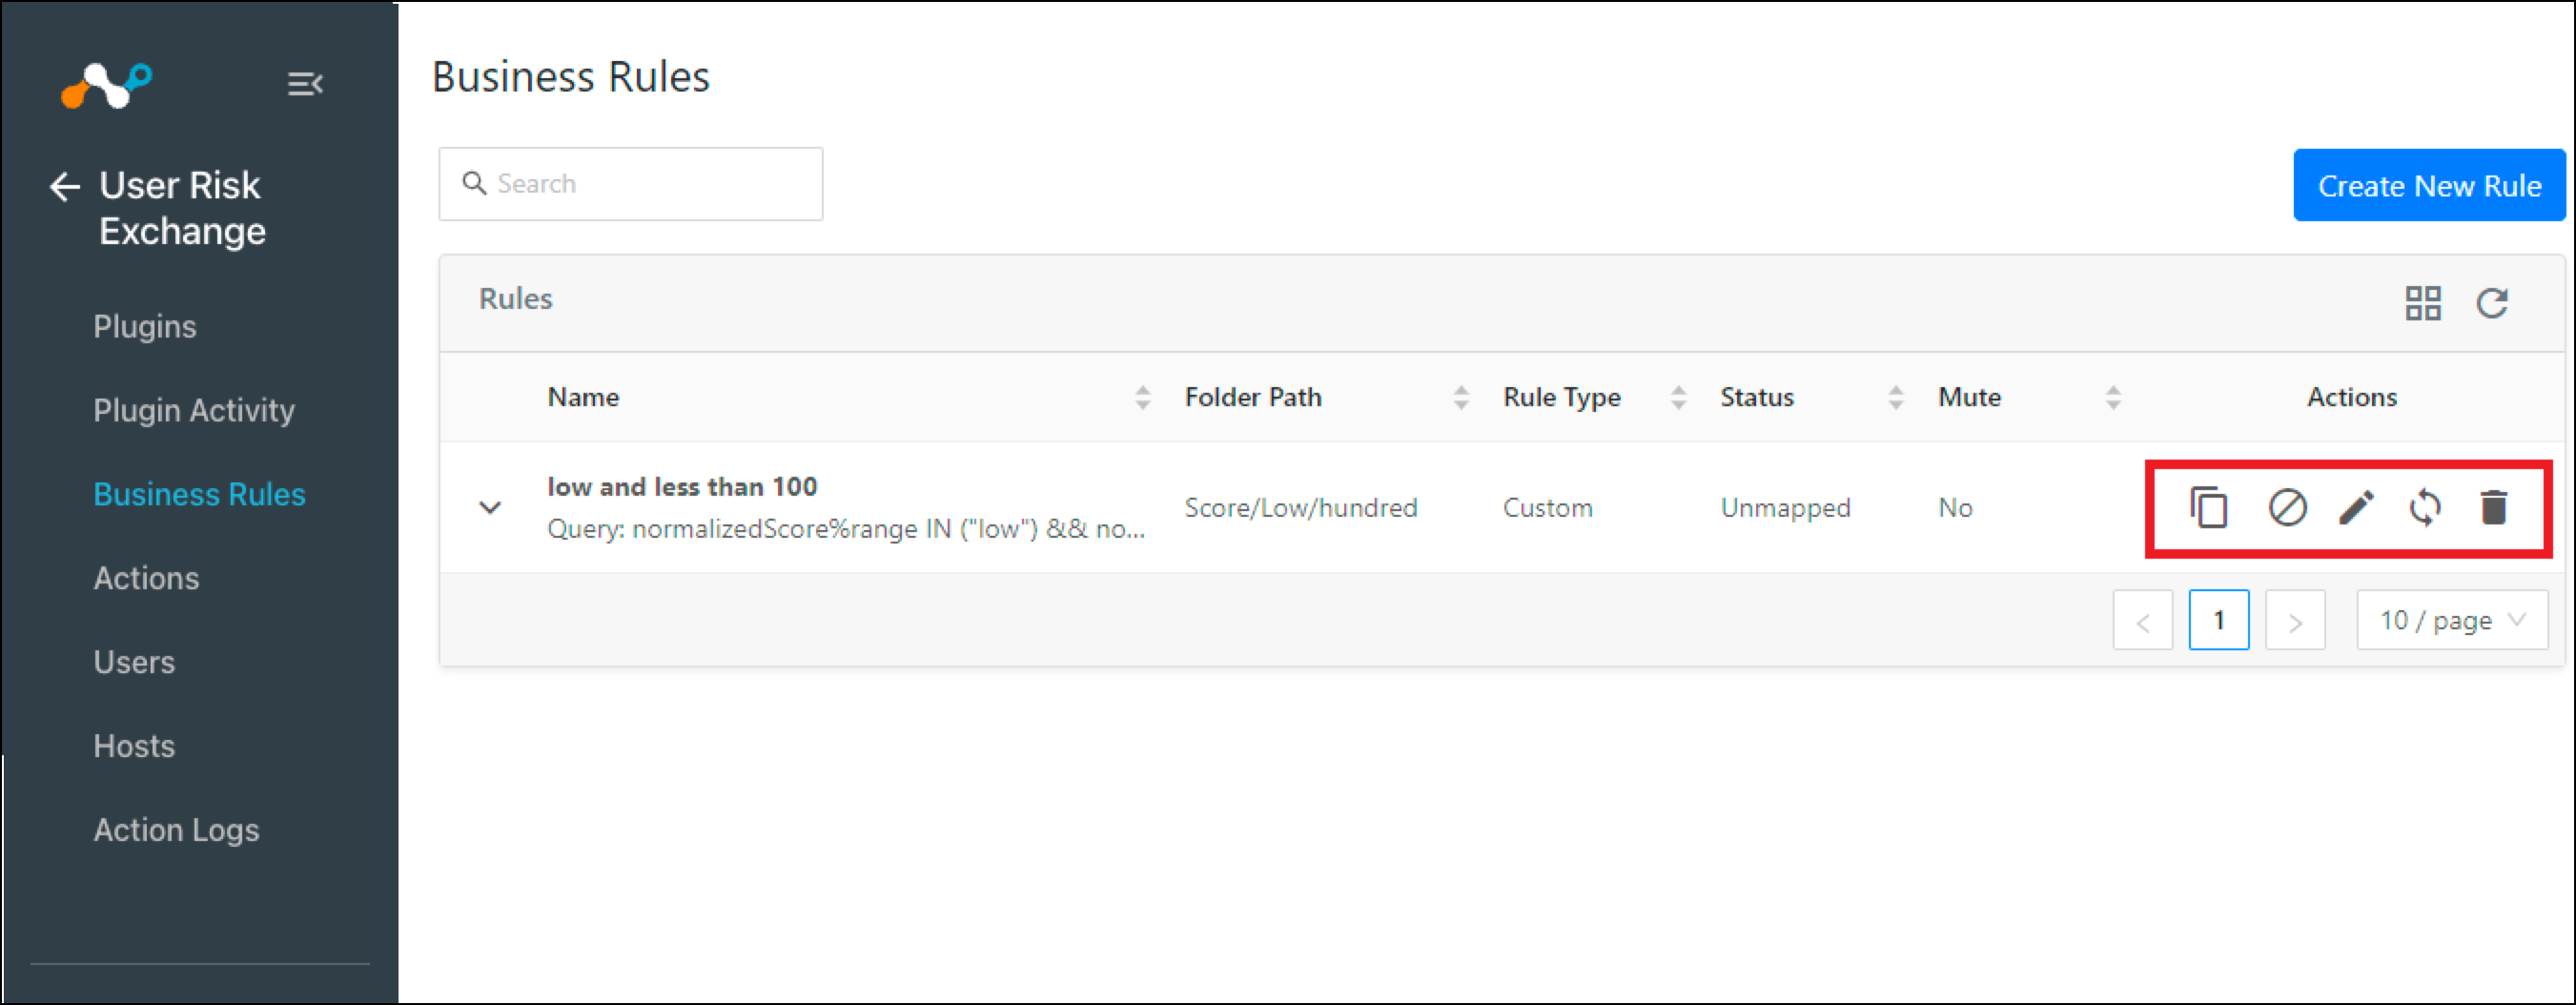 User Risk
Exchange
Plugins
Plugin Activity
Business Rules
Actions
Users
Hosts
Action Logs
Business Rules
Search
Create New Rule
Rules
Name Folder Path Rule Type Status Mute Actions
low and less than 100
Query: normalizedScore%range IN ("low") && no...
Score/Low/hundred Custom Unmapped No
< 1 > 10 / page